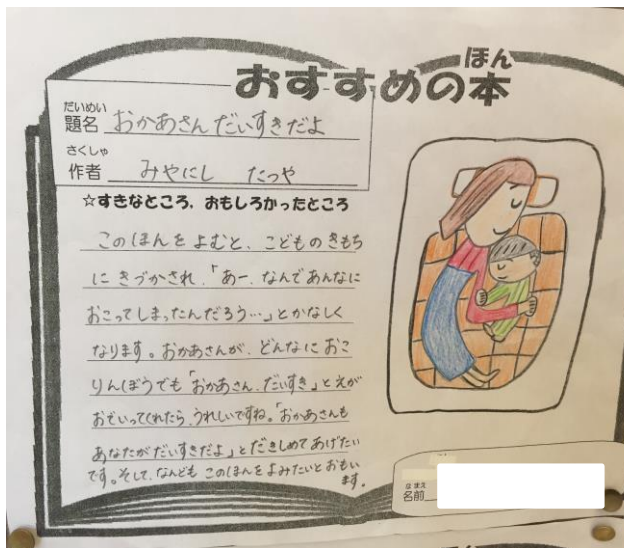 おすすめの本
ほん
だいめい
題名 おかあさん だいすきだよ
さくしゃ
作者 みやにし たつや
☆すきなところ、おもしろかったところ
このほんを よむと、こどものきもち
に きづかされ、「あー、なんであんなに
おこってしまったんだろう…」とかなしく
なります。おかあさんが、どんなにおこ
りんぼうでも「おかあさん、だいすき」とえが
おでいってくれたら、うれしいですね。「おかあさんも
あなたが だいすきだよ」と だきしめて あげたい
です。そして、なんども このほんを よみたいと おもい
ます。
なまえ
名前